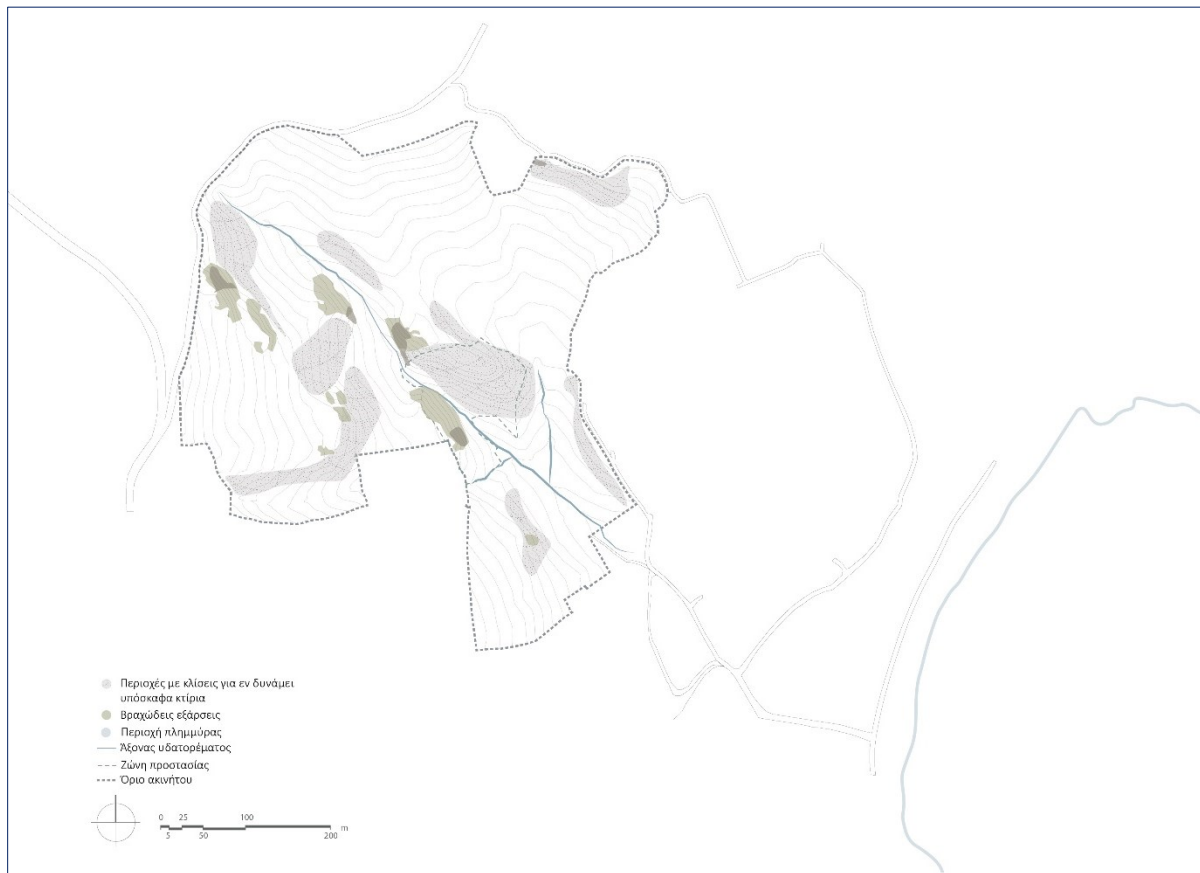 Περιοχές με κλίσεις για εν δυνάμει
υπόσκαφα κτίρια
Βραχώδεις εξάρσεις
Περιοχή πλημμύρας
Άξονας υδατορέματος
Ζώνη προστασίας
Όριο ακινήτου
0 25 100
5 50 200 m